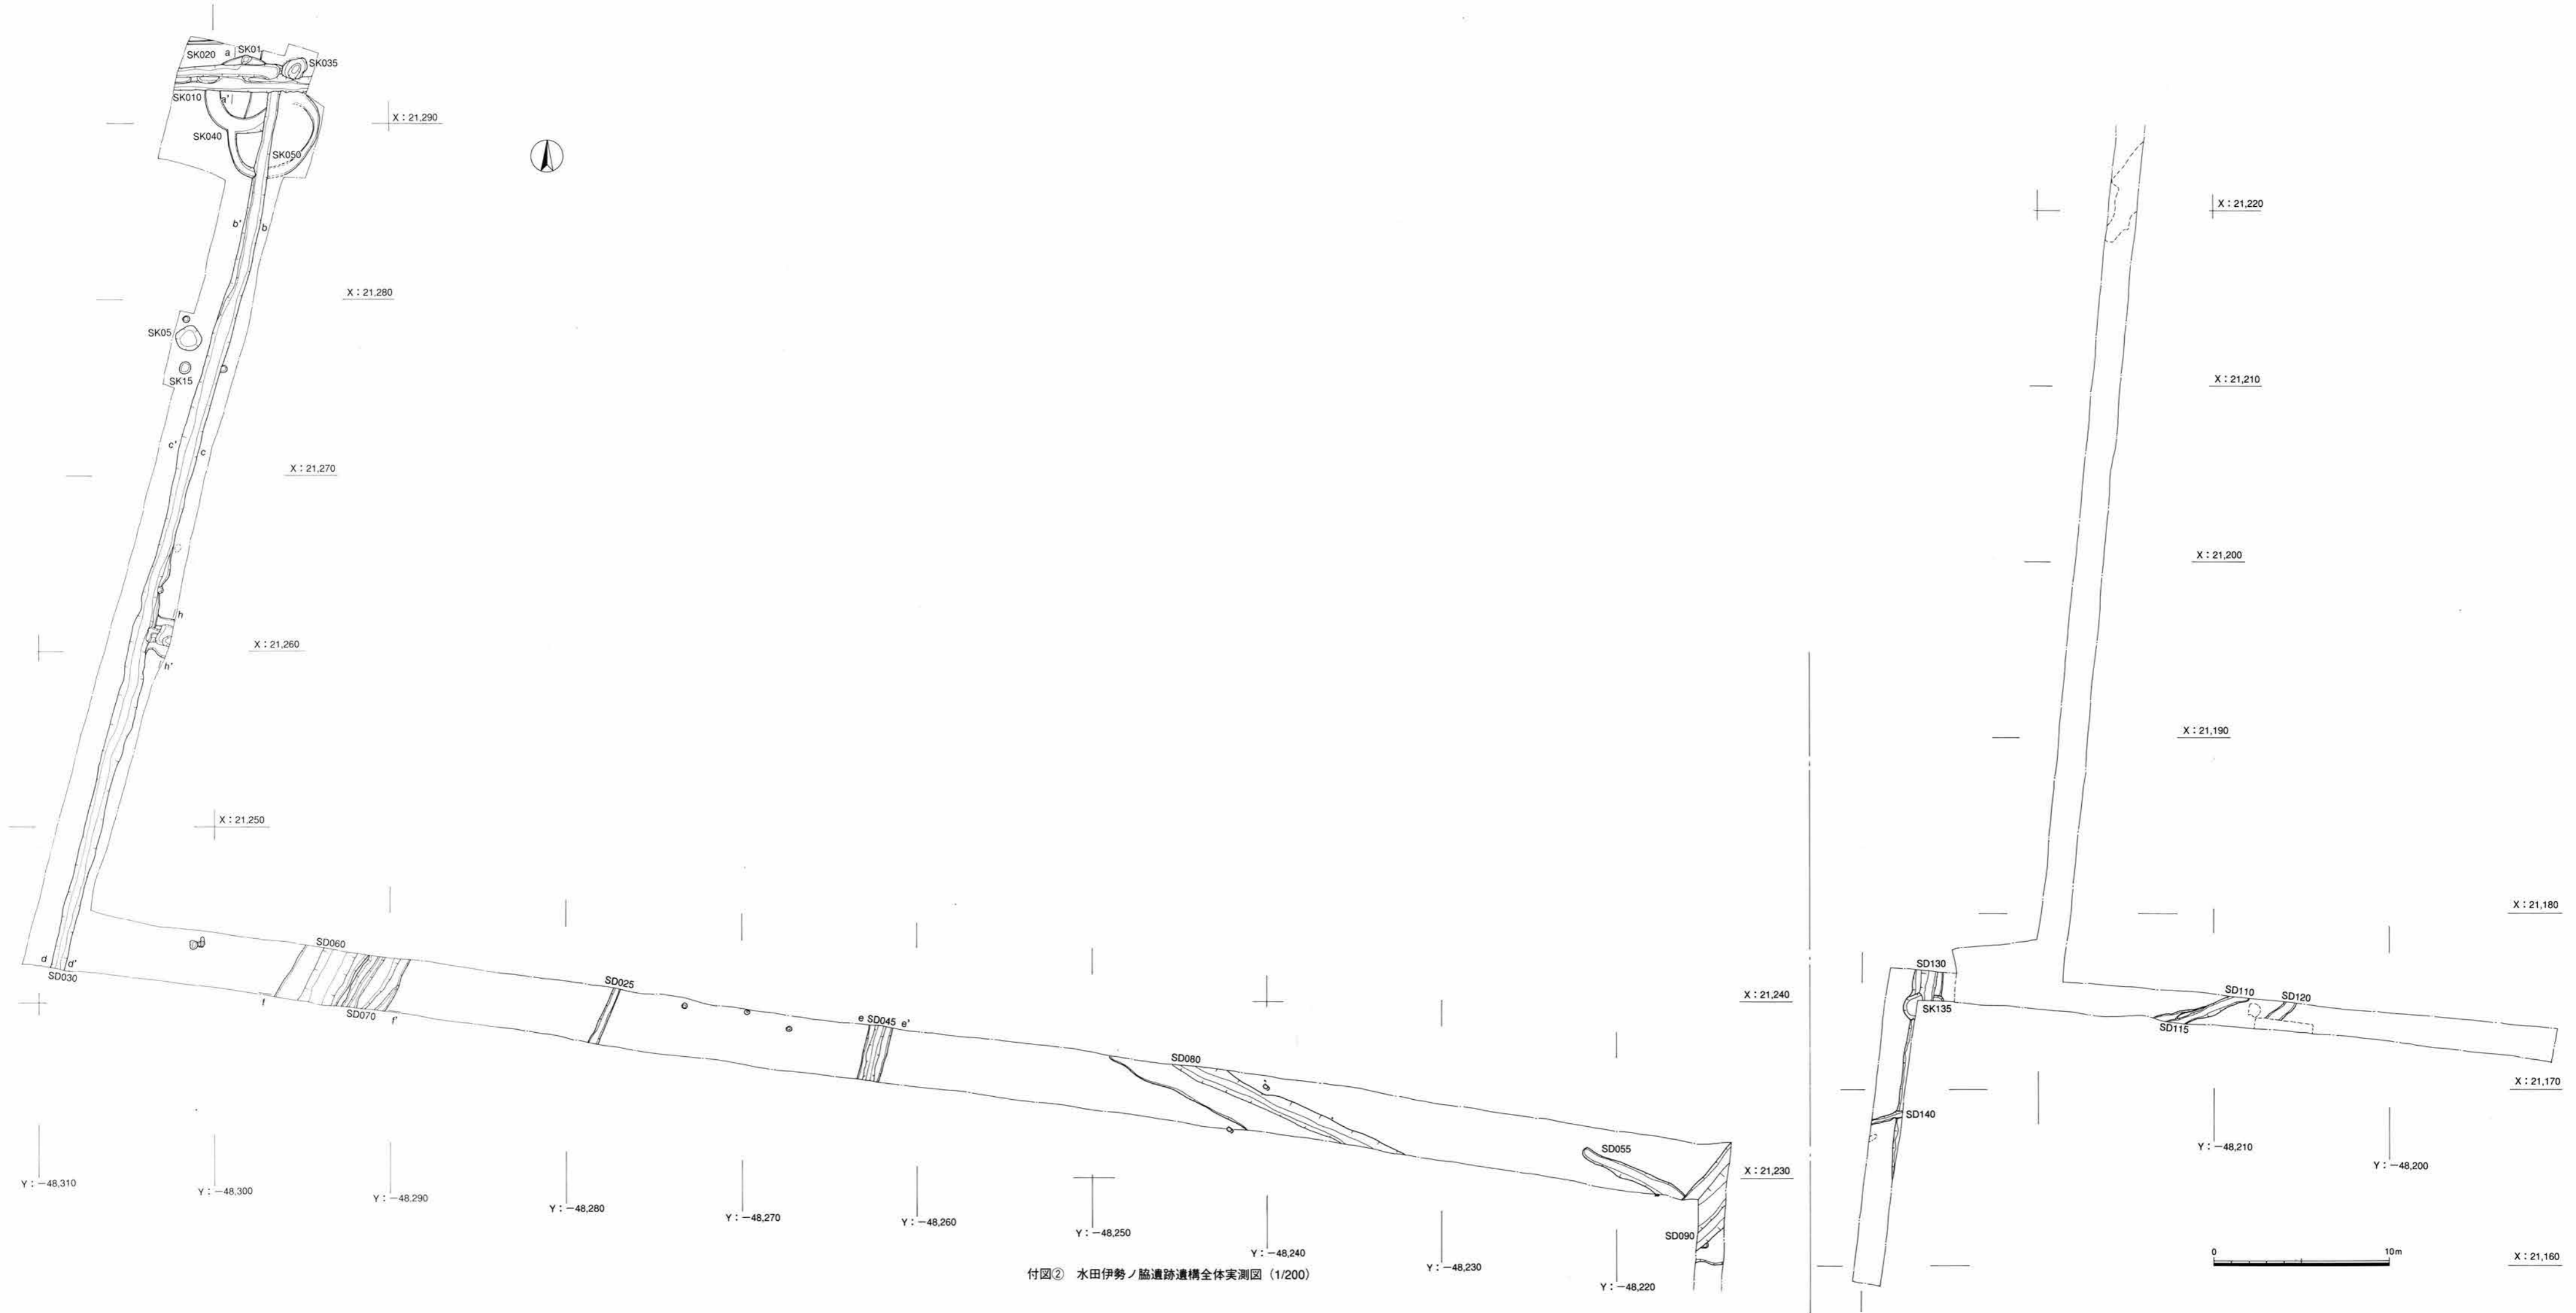 SK020
a
SK01
SK035
SK010
a'
SK040
SK050
X：21,290
b'
b
X：21,280
SK05
SK15
c'
c
X：21,270
h
h'
X：21,260
X：21,250
d
d'
SD030
SD060
f
SD070
f'
SD025
e
SD045
e'
SD080
SD055
SD090
X：21,240
X：21,230
Y：－48,310
Y：－48,300
Y：－48.290
Y：－48,280
Y：－48,270
Y：－48,260
Y：－48,250
Y：－48,240
Y：－48,230
Y：－48,220
付図② 水田伊勢ノ脇遺跡遺構全体実測図（1/200）
X：21,220
X：21,210
X：21,200
X：21,190
X：21,180
SD130
SK135
SD110
SD120
SD115
X：21,170
SD140
Y：－48,210
Y：－48,200
0
10m
X：21,160